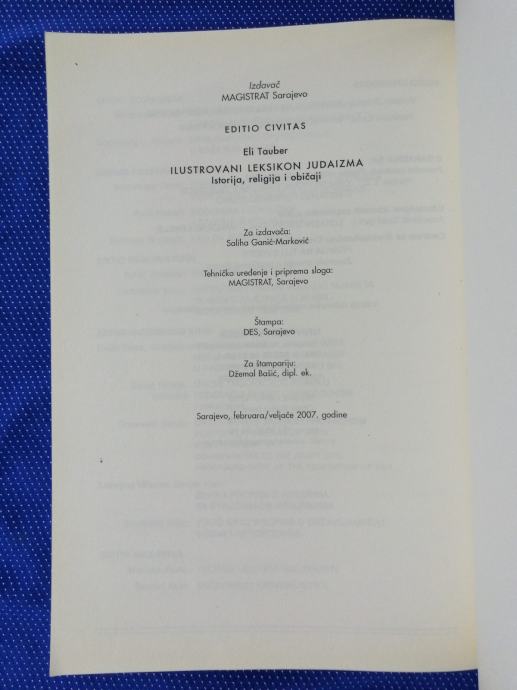 Izdavač
MAGISTRAT Sarajevo
EDITIO CIVITAS
Eli Tauber
ILUSTROVANI LEKSIKON JUDAIZMA
Istorija, religija i običaji
Za izdavača:
Saliha Ganić-Marković
Tehničko uređenje i priprema sloga:
MAGISTRAT, Sarajevo
Štampa:
DES, Sarajevo
Za štampariju:
Džemal Bašić, dipl. ek.
Sarajevo, februara/veljače 2007. godine